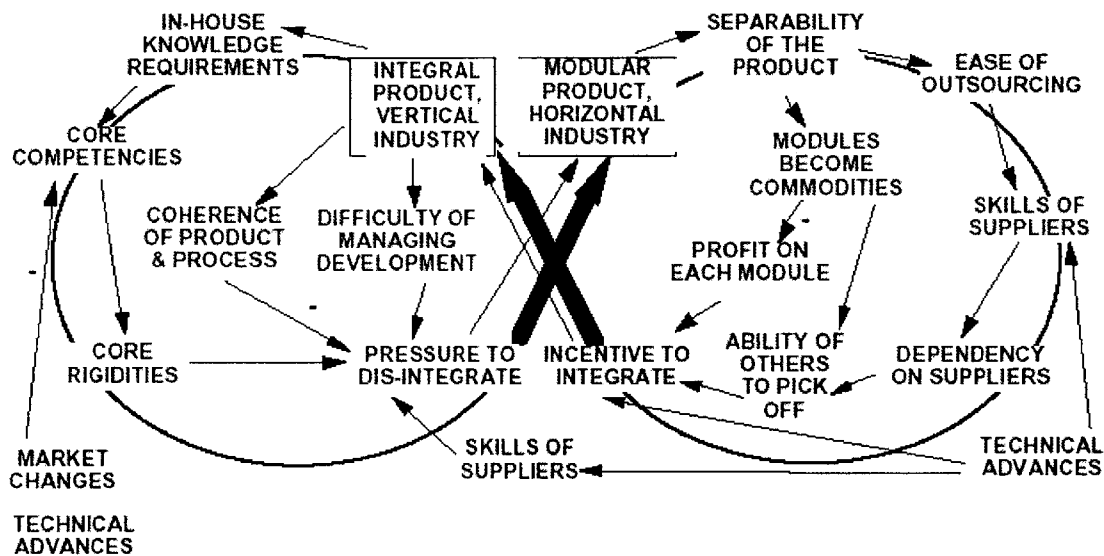 IN-HOUSE
KNOWLEDGE
REQUIREMENTS
INTEGRAL
PRODUCT,
VERTICAL
INDUSTRY
MODULAR
PRODUCT,
HORIZONTAL
INDUSTRY
SEPARABILITY
OF THE
PRODUCT
EASE OF
OUTSOURCING
CORE
COMPETENCIES
MODULES
BECOME
COMMODITIES
COHERENCE
OF PRODUCT
& PROCESS
DIFFICULTY OF
MANAGING
DEVELOPMENT
PROFIT ON
EACH MODULE
SKILLS OF
SUPPLIERS
CORE
RIGIDITIES
PRESSURE TO
DIS-INTEGRATE
INCENTIVE TO
INTEGRATE
ABILITY OF
OTHERS
TO PICK
OFF
DEPENDENCY
ON SUPPLIERS
MARKET
CHANGES
TECHNICAL
ADVANCES
SKILLS OF
SUPPLIERS
TECHNICAL
ADVANCES